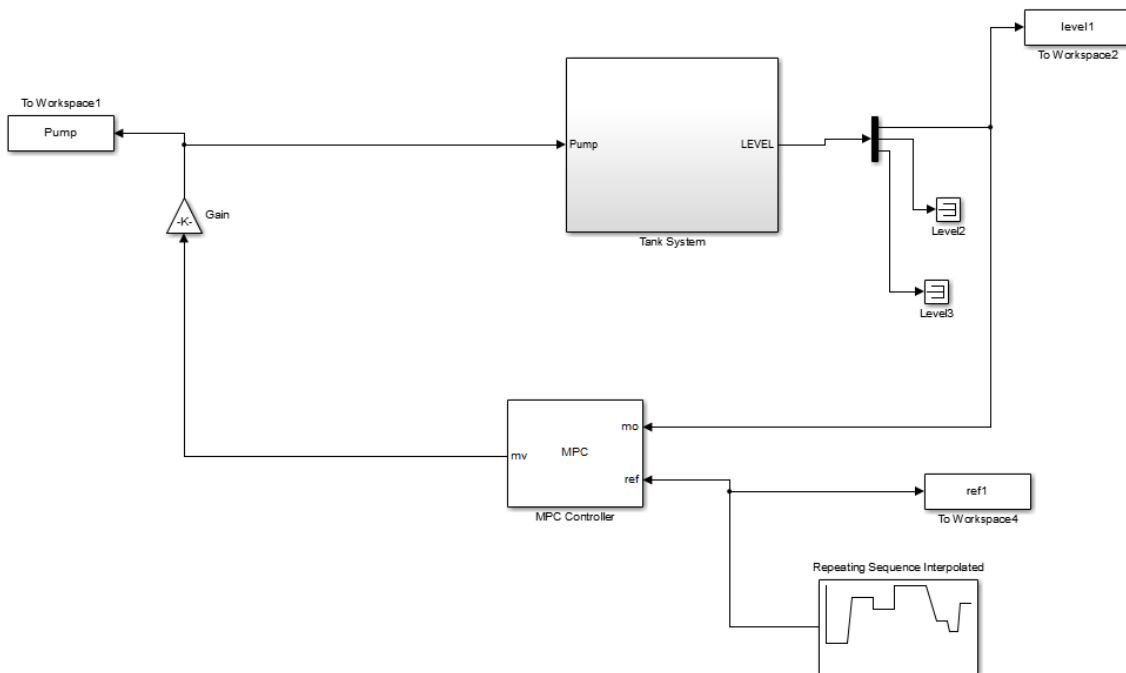 level1
To Workspace2
To Workspace1
Pump
Pump
LEVEL
-K-
Gain
Level2
Tank System
Level3
mo
MPC
mv
ref
MPC Controller
ref1
To Workspace4
Repeating Sequence Interpolated